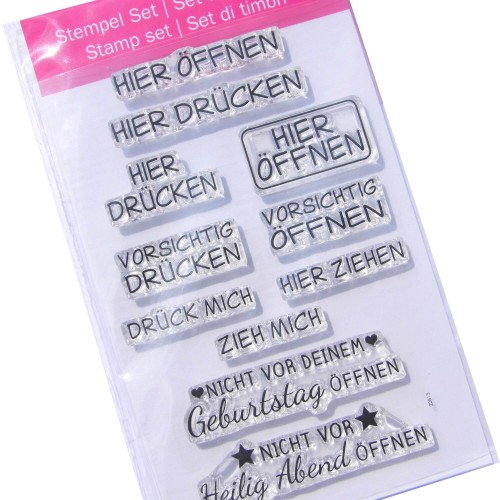 Stempel Set | Set
Stamp set | Set di timbri
HIER ÖFFNEN
HIER DRÜCKEN
HIER
ÖFFNEN
HIER
DRÜCKEN
VORSICHTIG
ÖFFNEN
VORSICHTIG
DRÜCKEN
HIER ZIEHEN
DRÜCK MICH
ZIEH MICH
NICHT VOR DEINEM
Geburtstag ÖFFNEN
NICHT VOR
Heilig Abend ÖFFNEN